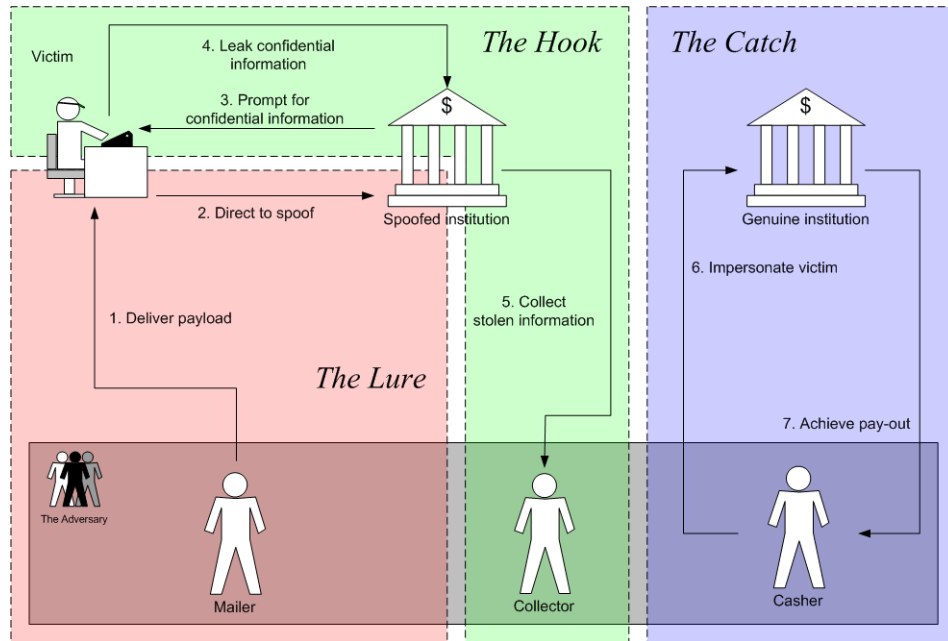 The Hook
The Catch
Victim
4. Leak confidential
information
3. Prompt for
confidential information
$
$
2. Direct to spoof
Spoofed institution
Genuine institution
6. Impersonate victim
1. Deliver payload
5. Collect
stolen information
The Lure
7. Achieve pay-out
The Adversary
Mailer
Collector
Casher